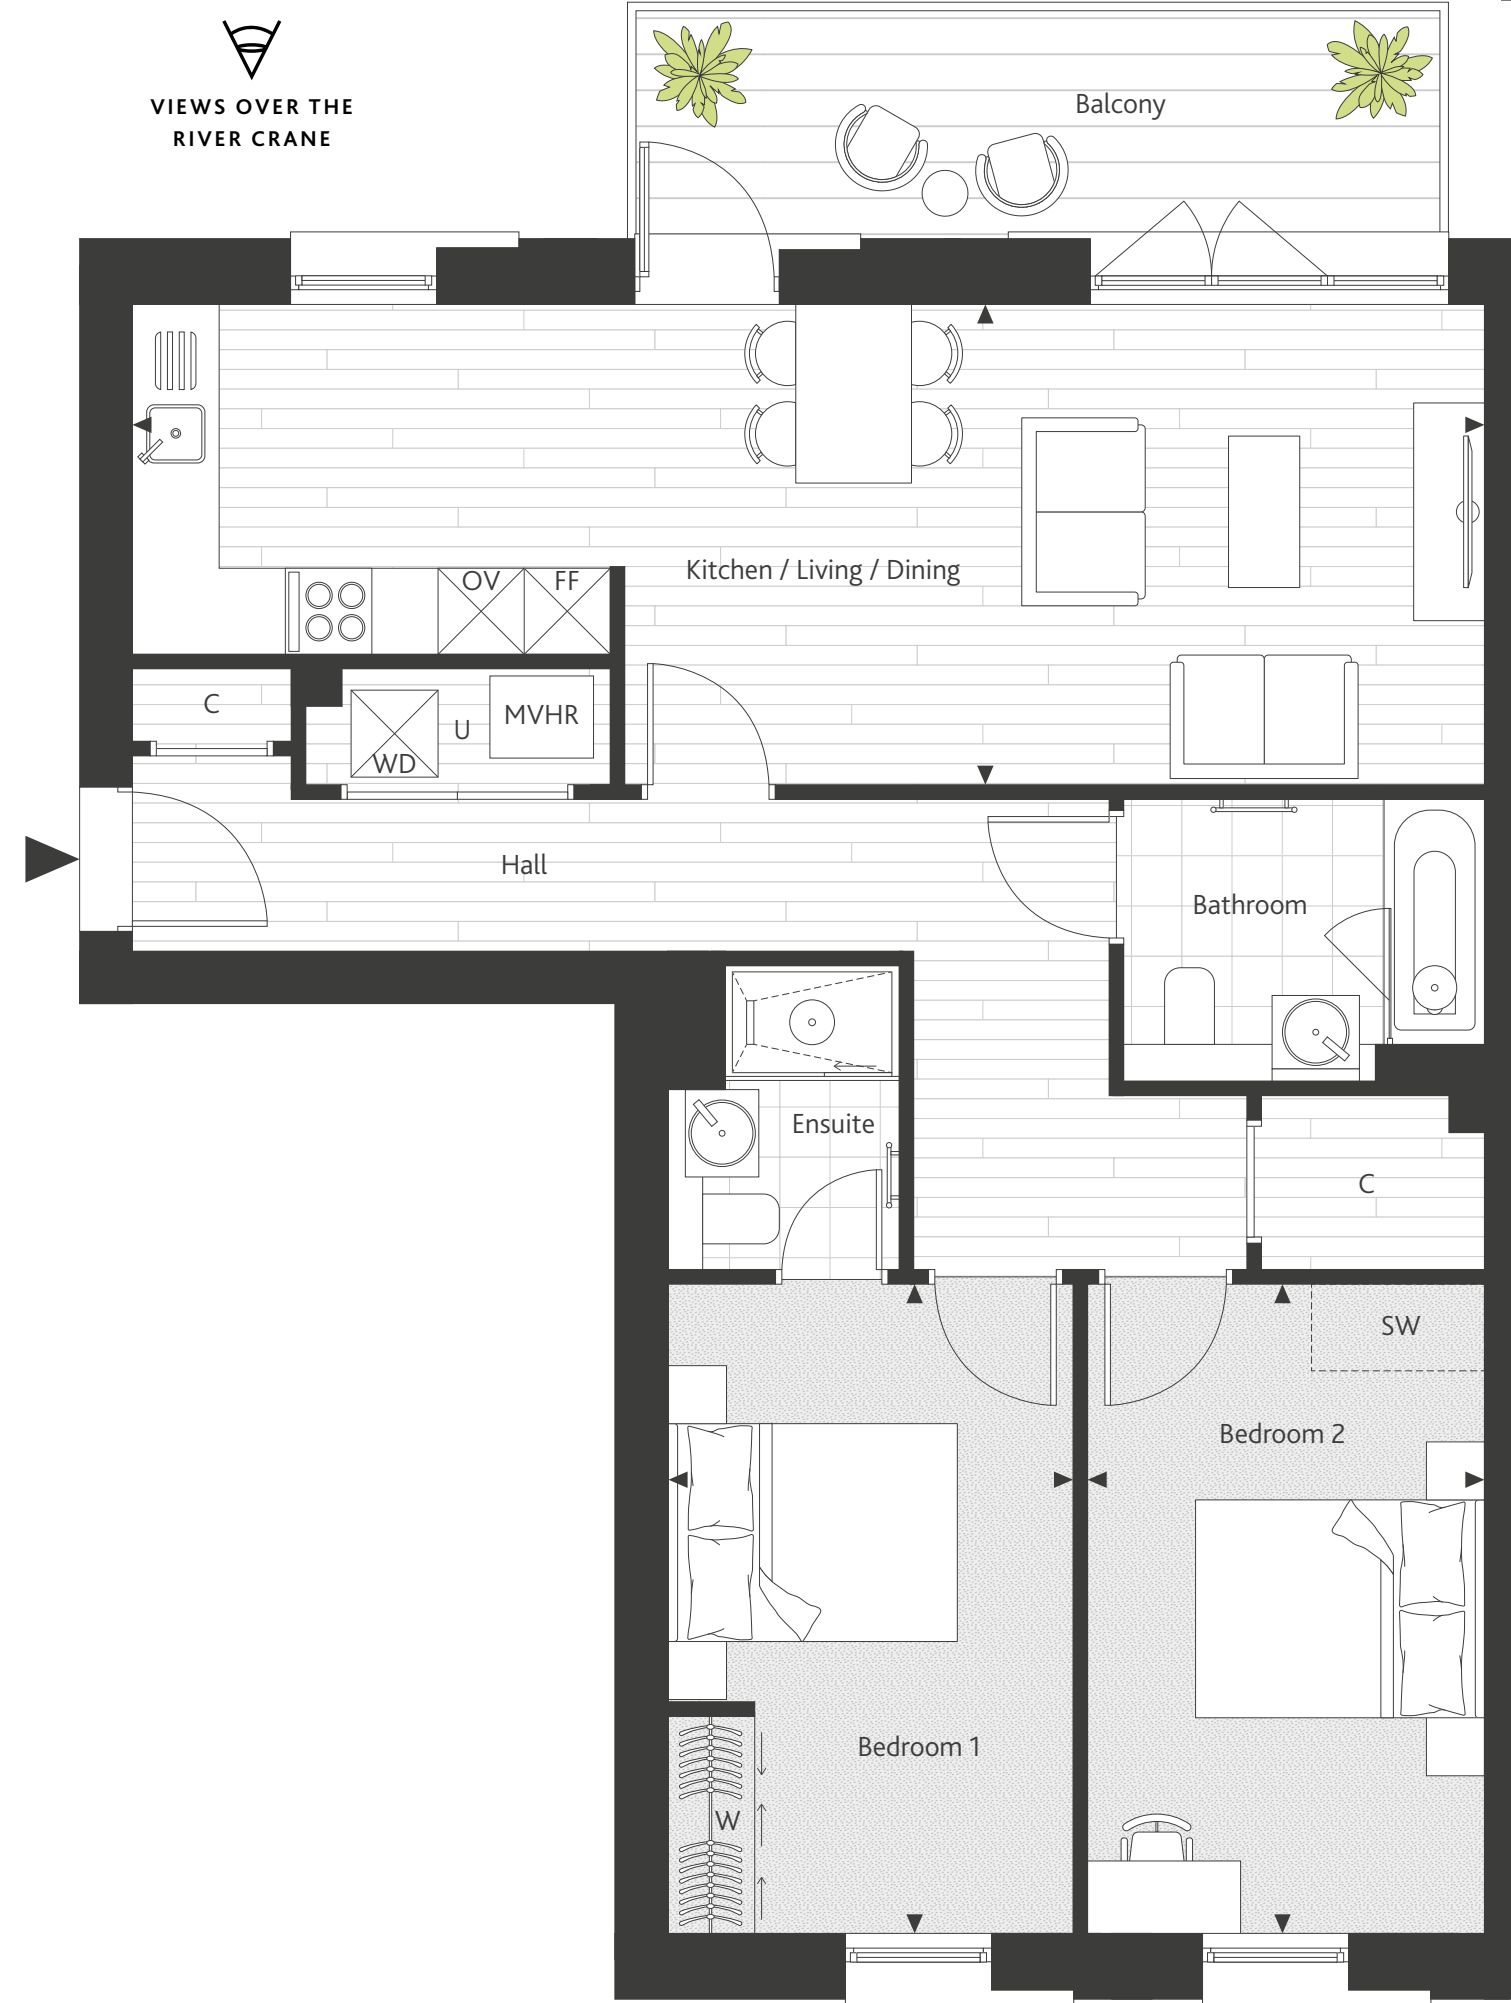 VIEWS OVER THE
RIVER CRANE
Balcony
Kitchen / Living / Dining
OV
FF
C
U
MVHR
WD
Hall
Bathroom
Ensuite
C
SW
Bedroom 2
Bedroom 1
W